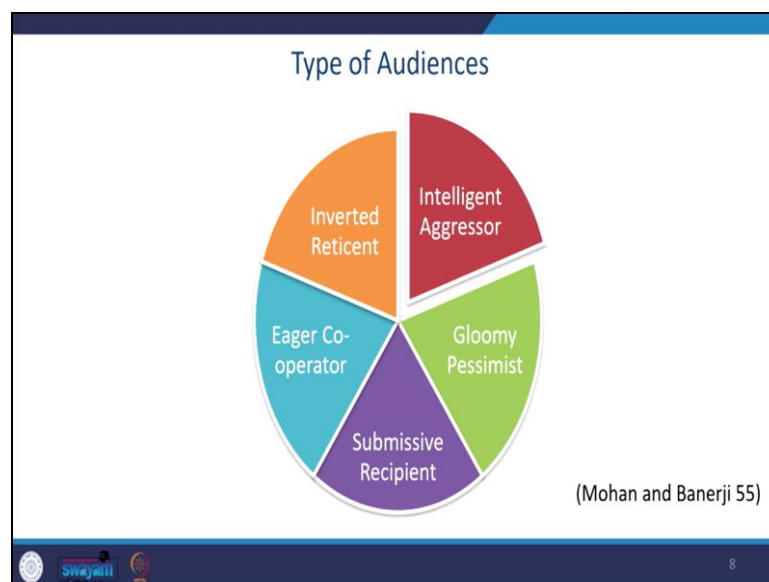 Type of Audiences
Inverted
Reticent
Intelligent
Aggressor
Eager Co-
operator
Gloomy
Pessimist
Submissive
Recipient
(Mohan and Banerji 55)
swayam
8